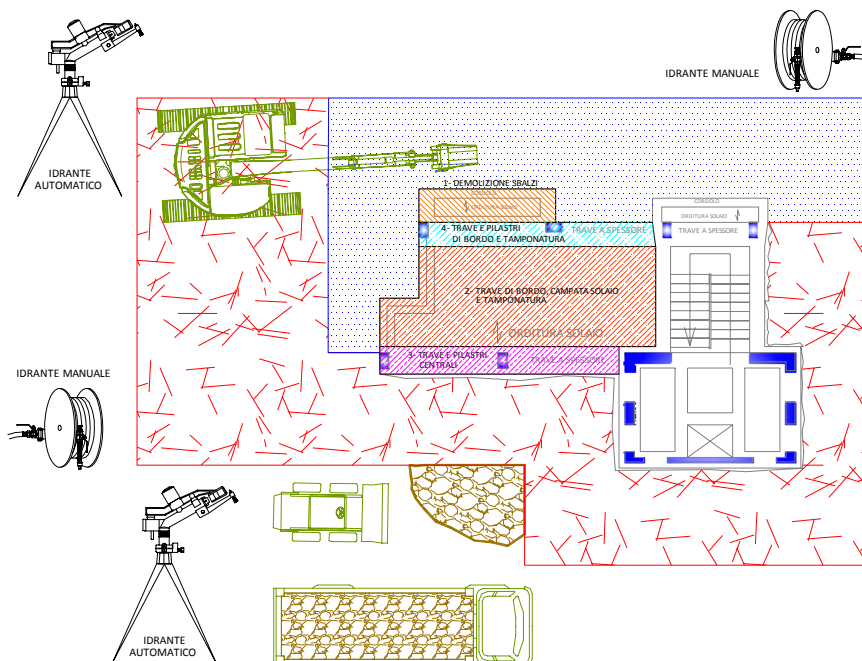 IDRANTE MANUALE
IDRANTE
AUTOMATICO
1- DEMOLIZIONE SBALZI
ORDITURA SOLAIO
CORDOLO
ORDITURA SOLAIO
TRAVE A SPESSORE
4- TRAVE E PILASTRI
DI BORDO E TAMPONATURA
TRAVE A SPESSORE
2- TRAVE DI BORDO, CAMPATA SOLAIO
E TAMPONATURA
ORDITURA SOLAIO
3- TRAVE E PILASTRI
CENTRALI
TRAVE A SPESSORE
IDRANTE MANUALE
IDRANTE
AUTOMATICO